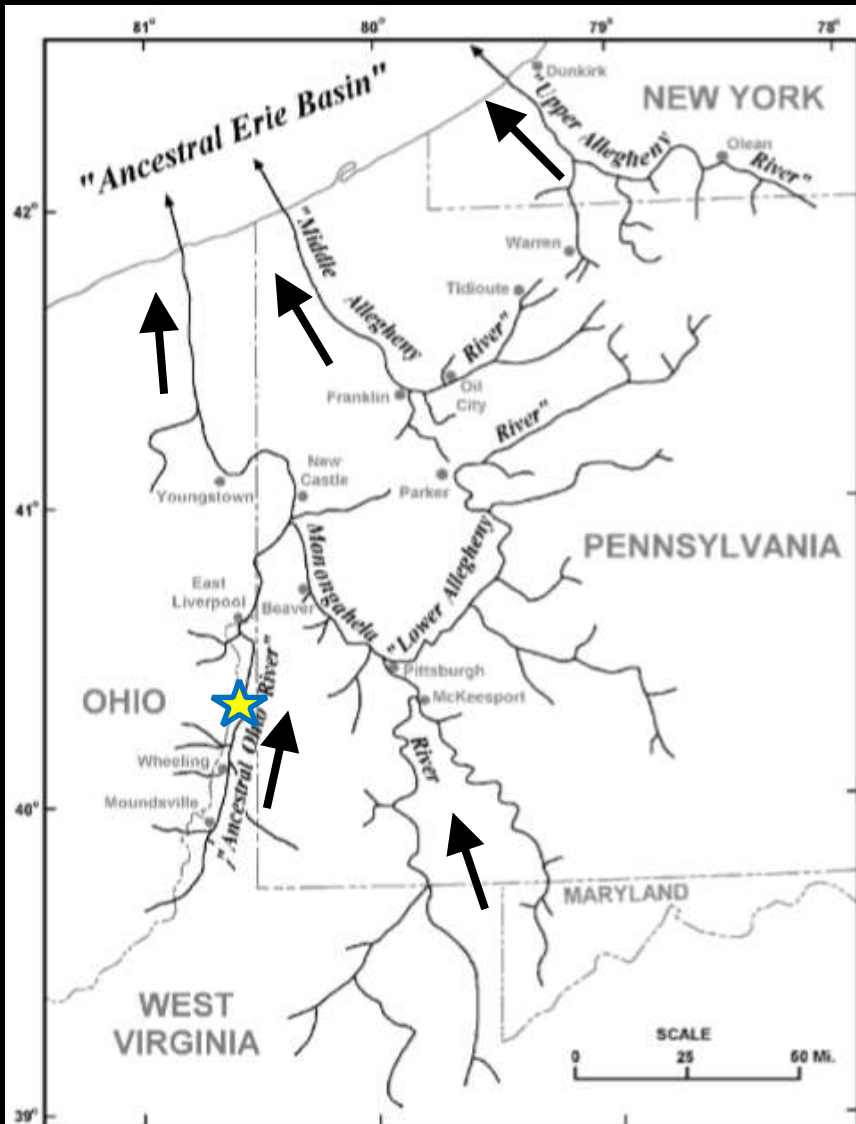 81°
80°
79°
78°
Dunkirk
"Ancestral Erie Basin"
"Upper Allegheny River"
NEW YORK
Olean
42°
"Middle Allegheny River"
Warren
Tidioute
Oil City
Franklin
River"
New Castle
Youngstown
Parker
41°
Monongahela
"Lower Allegheny
PENNSYLVANIA
East Liverpool
Beaver
Pittsburgh
OHIO
McKeesport
"Ancestral Ohio River"
Wheeling
River
Moundsville
40°
MARYLAND
WEST
VIRGINIA
SCALE
0 25 50 Mi.
39°